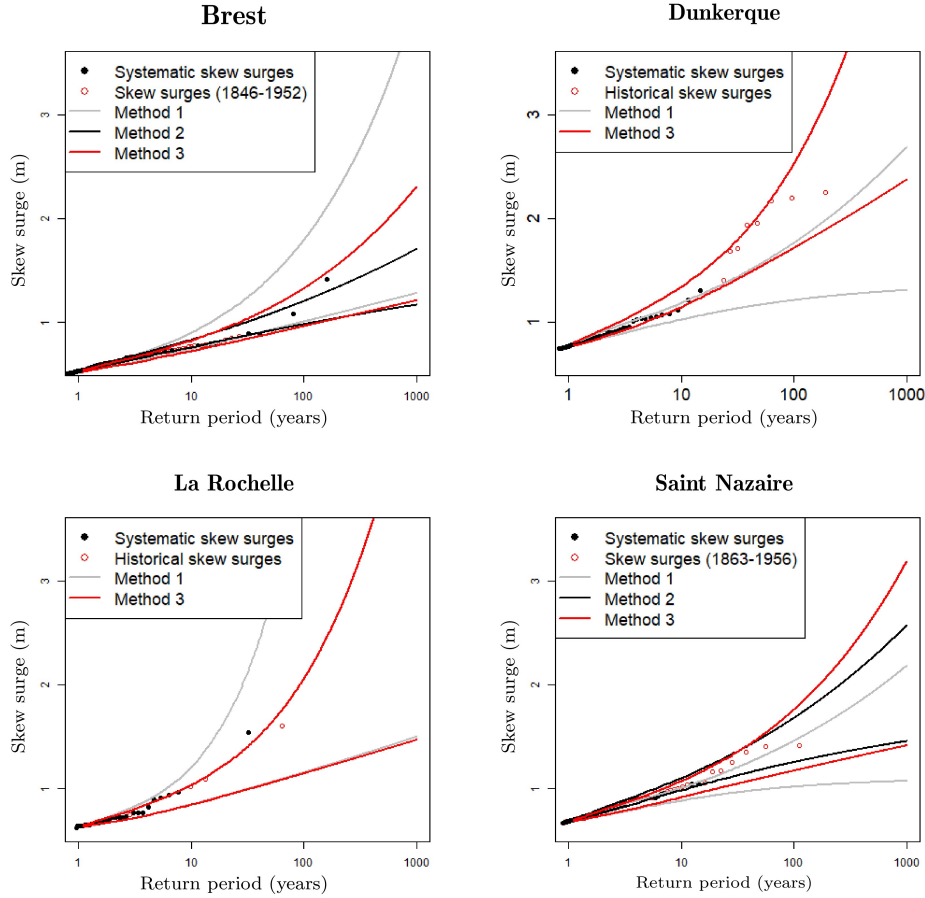 Brest
Systematic skew surges
Skew surges (1846-1952)
Method 1
Method 2
Method 3
Skew surge (m)
3
2
1
1 10 100 1000
Return period (years)
Dunkerque
Systematic skew surges
Historical skew surges
Method 1
Method 3
Skew surge (m)
3
2
1
1 10 100 1000
Return period (years)
La Rochelle
Systematic skew surges
Historical skew surges
Method 1
Method 3
Skew surge (m)
3
2
1
1 10 100 1000
Return period (years)
Saint Nazaire
Systematic skew surges
Skew surges (1863-1956)
Method 1
Method 2
Method 3
Skew surge (m)
3
2
1
1 10 100 1000
Return period (years)